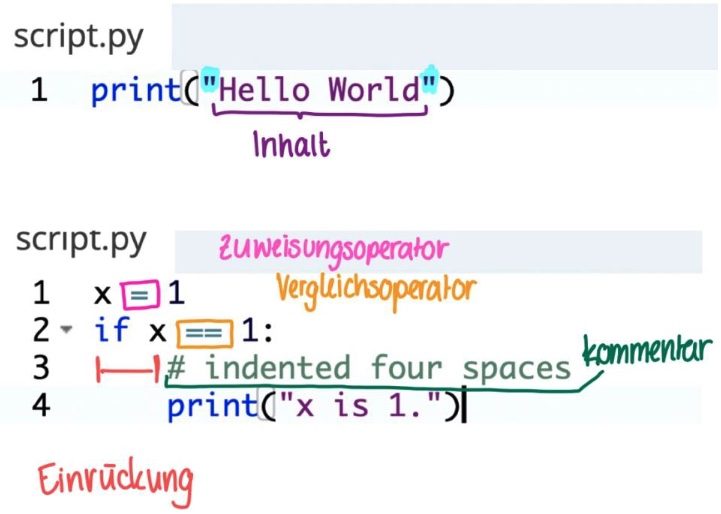 script.py
1 print("Hello World")
Inhalt
script.py
Zuweisungsoperator
1 x = 1
Vergleichsoperator
2 if x == 1:
3 # indented four spaces
kommentar
4 print("x is 1.")
Einrückung